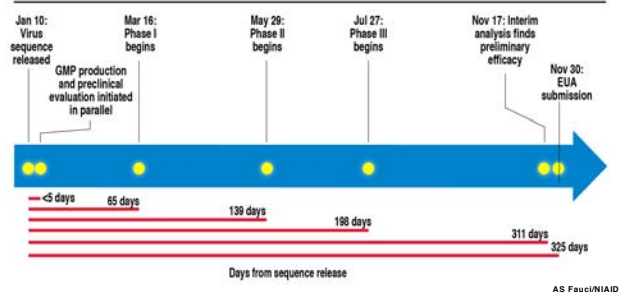 Jan 10:
Virus
sequence
released
GMP production
and preclinical
evaluation initiated
in parallel
Mar 16:
Phase I
begins
May 29:
Phase II
begins
Jul 27:
Phase III
begins
Nov 17: Interim
analysis finds
preliminary
efficacy
Nov 30:
EUA
submission
<5 days
65 days
139 days
198 days
311 days
325 days
Days from sequence release
AS Fauci/NIAID